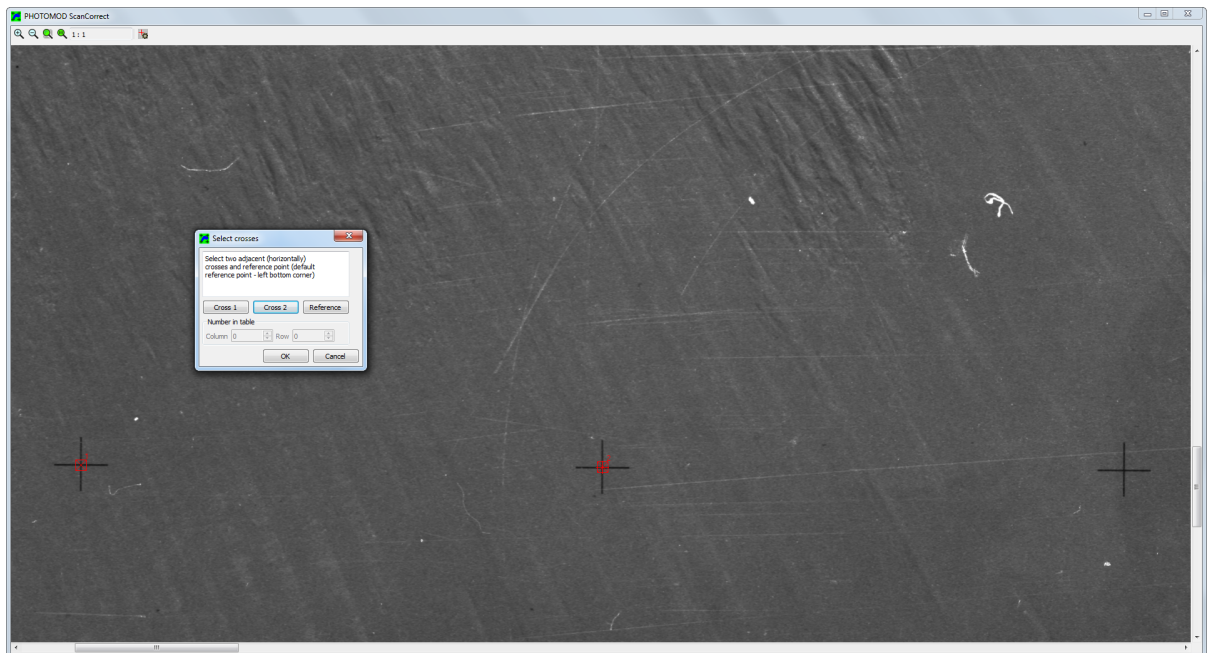 PHOTOMOD ScanCorrect
1 : 1
Select crosses
Select two adjacent (horizontally)
crosses and reference point (default
reference point - left bottom corner)
Cross 1 Cross 2 Reference
Number in table
Column 0 Row 0
OK Cancel